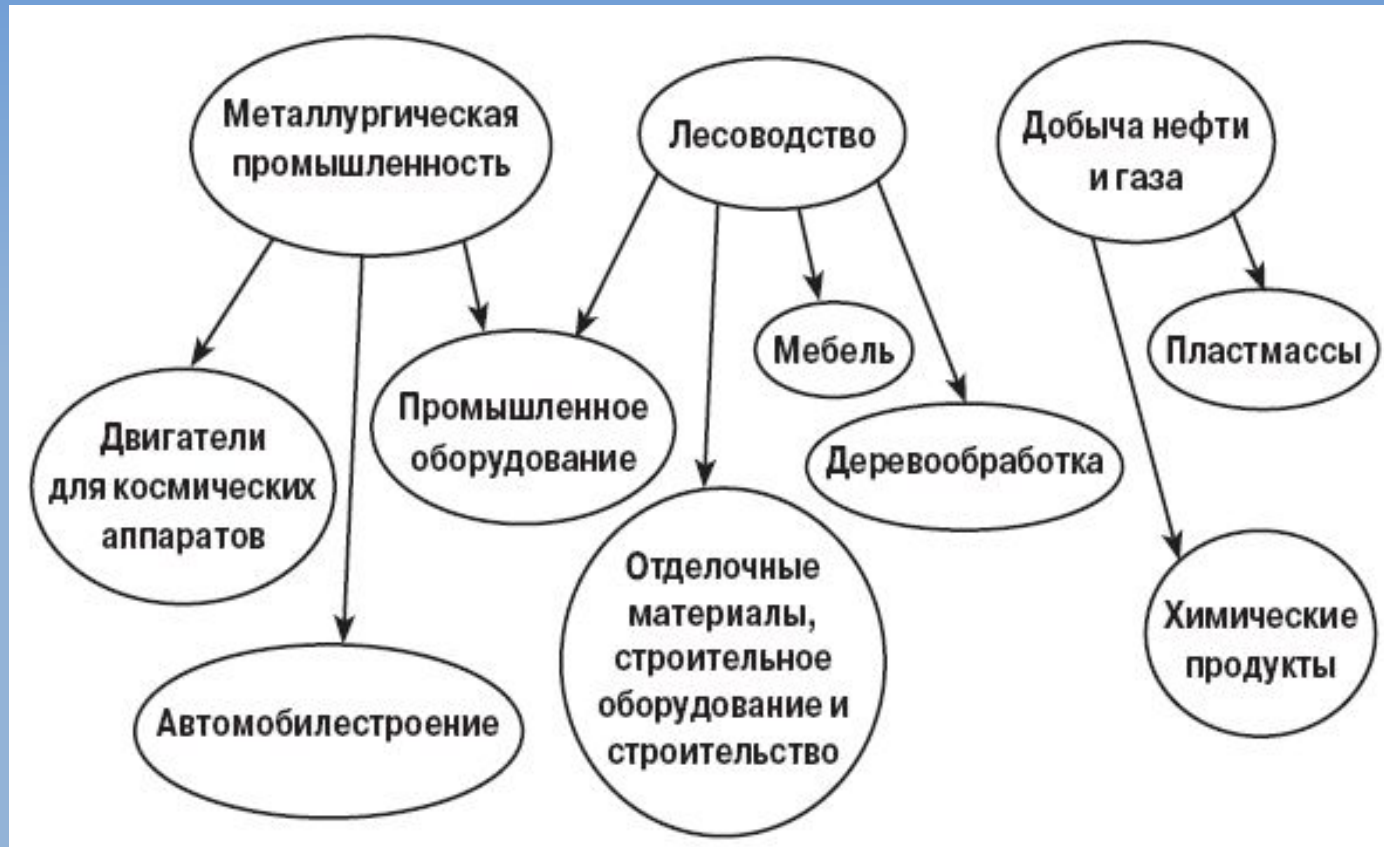 Металлургическая
промышленность
Лесоводство
Добыча нефти
и газа
Двигатели
для космических
аппаратов
Промышленное
оборудование
Мебель
Пластмассы
Деревообработка
Автомобилестроение
Отделочные
материалы,
строительное
оборудование и
строительство
Химические
продукты